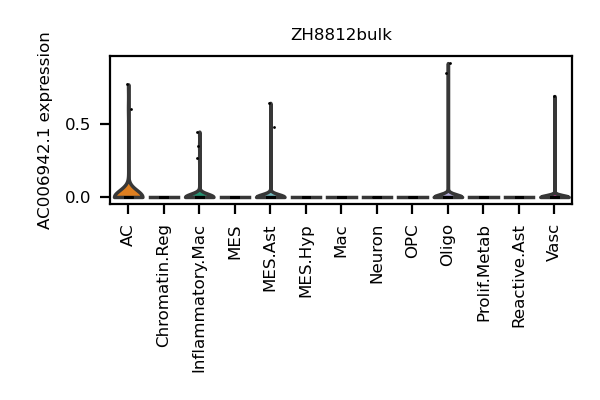 ZH8812bulk
AC006942.1 expression
0.5
0.0
AC
Chromatin.Reg
Inflammatory.Mac
MES
MES.Ast
MES.Hyp
Mac
Neuron
OPC
Oligo
Prolif.Metab
Reactive.Ast
Vasc